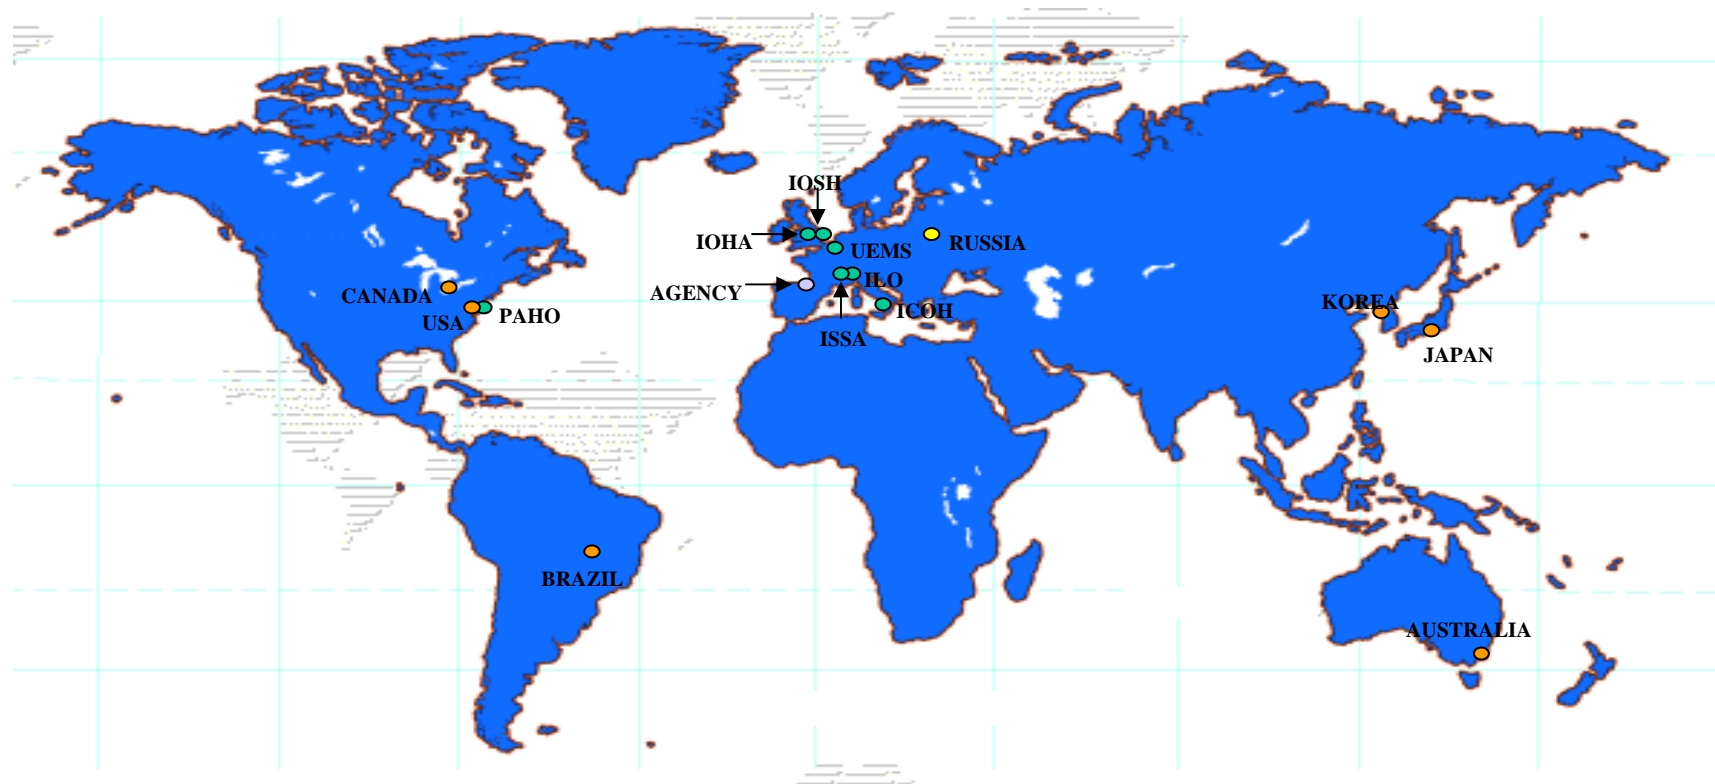 IOSH
IOHA
UEMS
RUSSIA
AGENCY
ILO
CANADA
KOREA
ICOH
PAHO
USA
ISSA
JAPAN
BRAZIL
AUSTRALIA